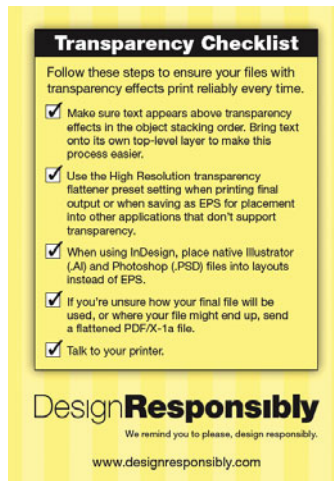 Transparency Checklist
Follow these steps to ensure your files with
transparency effects print reliably every time.
Make sure text appears above transparency
effects in the object stacking order. Bring text
onto its own top-level layer to make this
process easier.
Use the High Resolution transparency
flattener preset setting when printing final
output or when saving as EPS for placement
into other applications that don't support
transparency.
When using InDesign, place native Illustrator
(.AI) and Photoshop (.PSD) files into layouts
instead of EPS.
If you're unsure how your final file will be
used, or where your file might end up, send
a flattened PDF/X-1a file.
Talk to your printer.
DesignResponsibly
We remind you to please, design responsibly.
www.designresponsibly.com